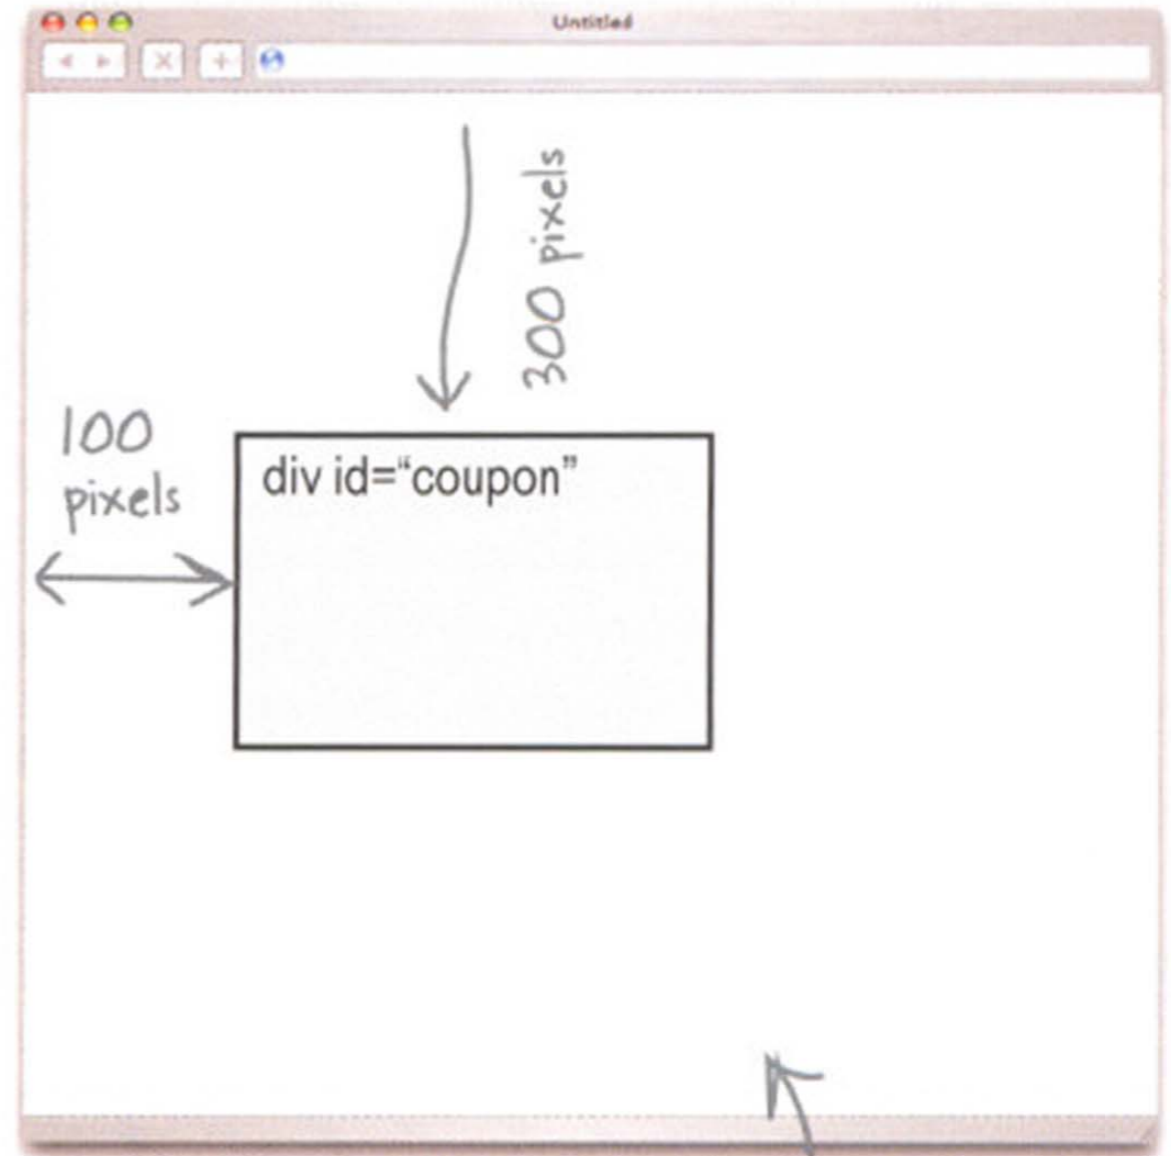 Untitled
300 pixels
100
pixels
div id=“coupon”